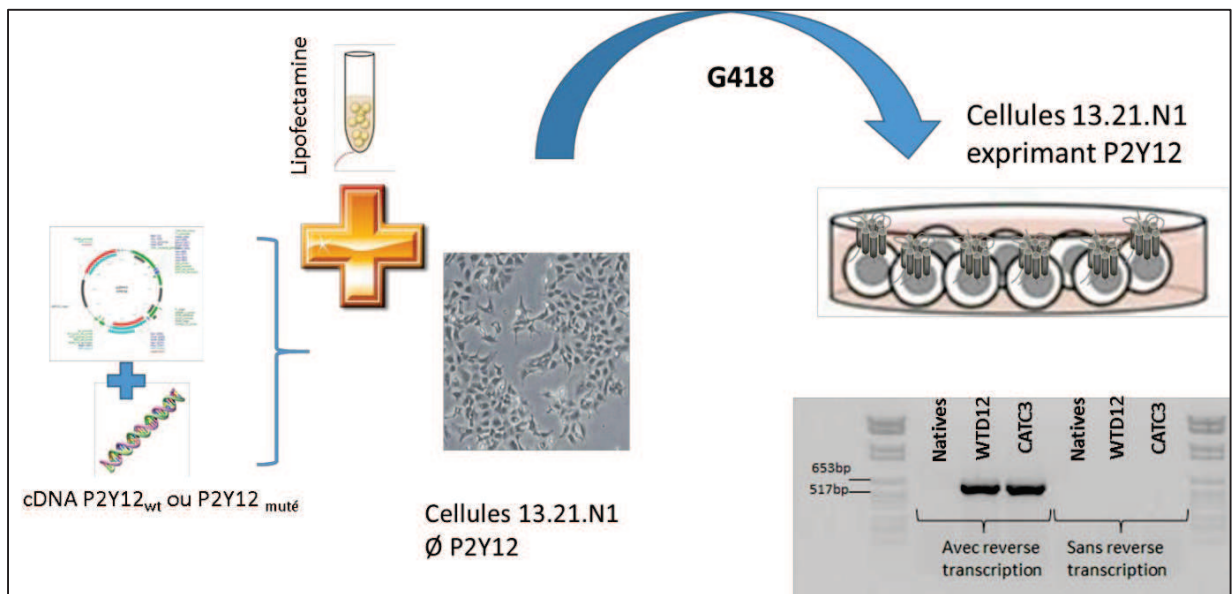 Lipofectamine
G418
Cellules 13.21.N1
exprimant P2Y12
cDNA P2Y12wt ou P2Y12 muté
Cellules 13.21.N1
Ø P2Y12
Natives
WTD12
CATC3
Natives
WTD12
CATC3
653bp
517bp
Avec reverse
transcription
Sans reverse
transcription